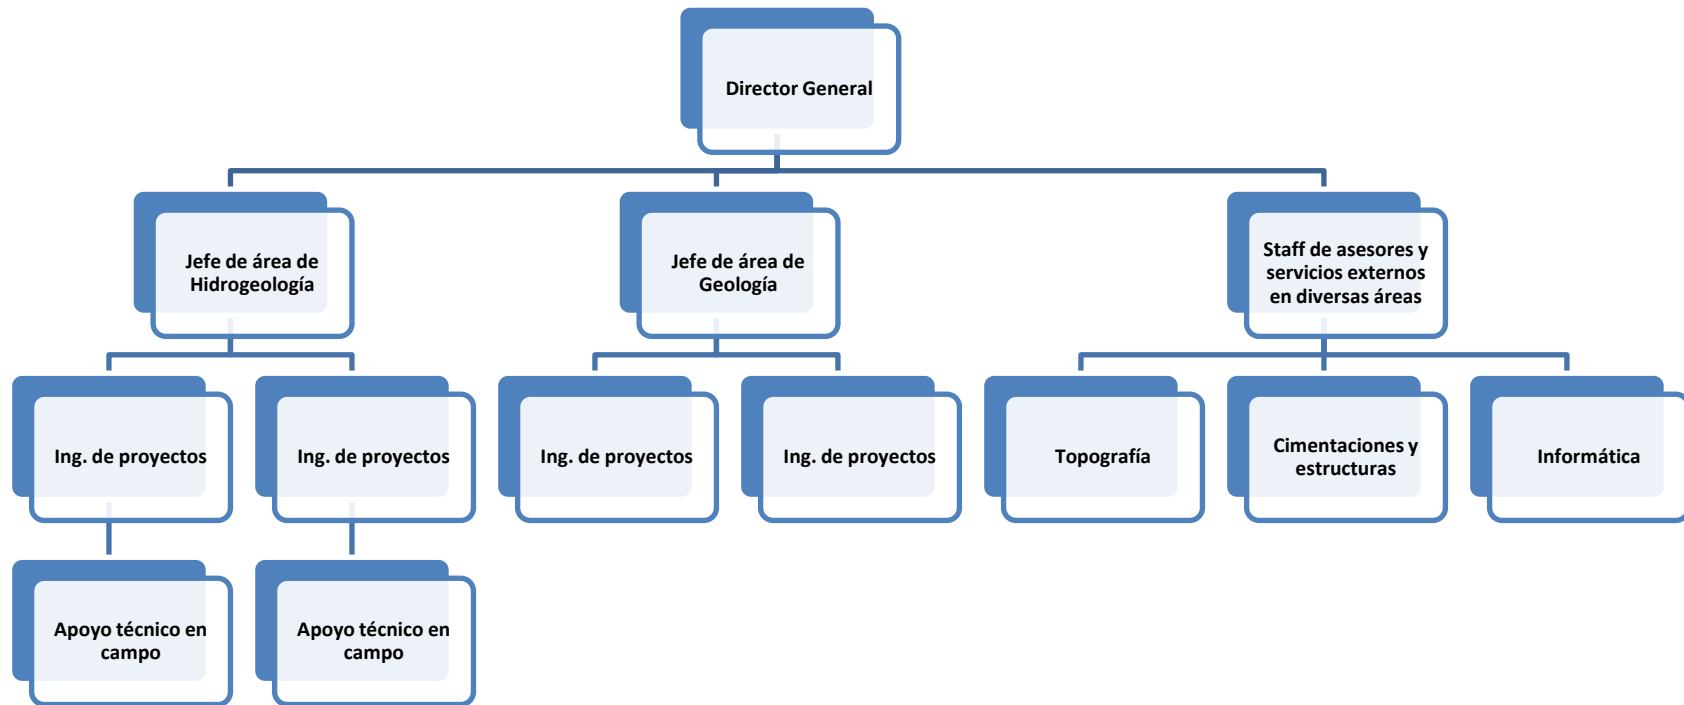 Director General
Jefe de área de
Hidrogeología
Jefe de área de
Geología
Staff de asesores y
servicios externos
en diversas áreas
Ing. de proyectos
Ing. de proyectos
Ing. de proyectos
Ing. de proyectos
Topografía
Cimentaciones y
estructuras
Informática
Apoyo técnico en
campo
Apoyo técnico en
campo